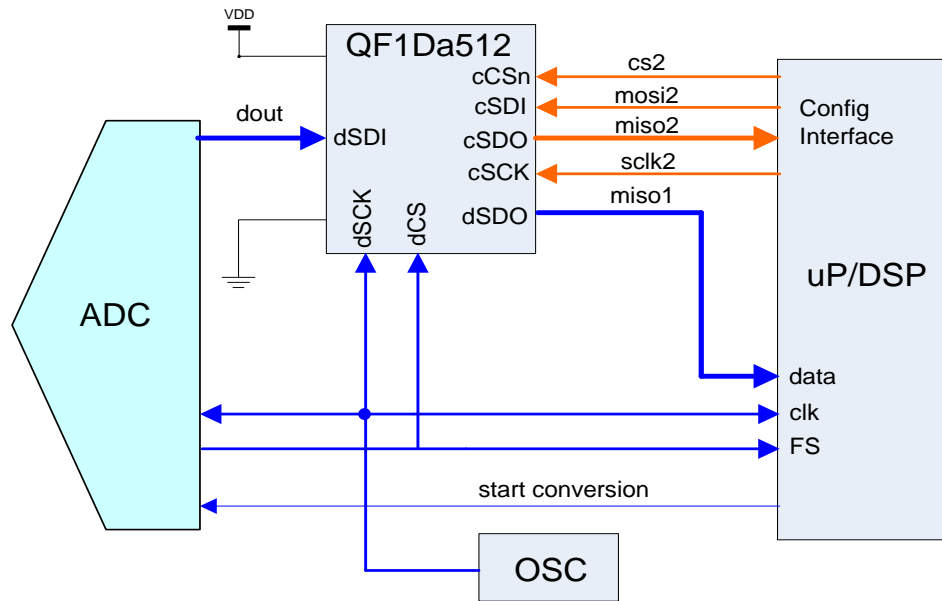 VDD
QF1Da512
cCSn
cs2
cSDI
mosi2
Config
Interface
dout
dSDI
cSDO
miso2
cSCK
sclk2
dSCK
dCS
dSDO
miso1
uP/DSP
ADC
data
clk
FS
start conversion
OSC